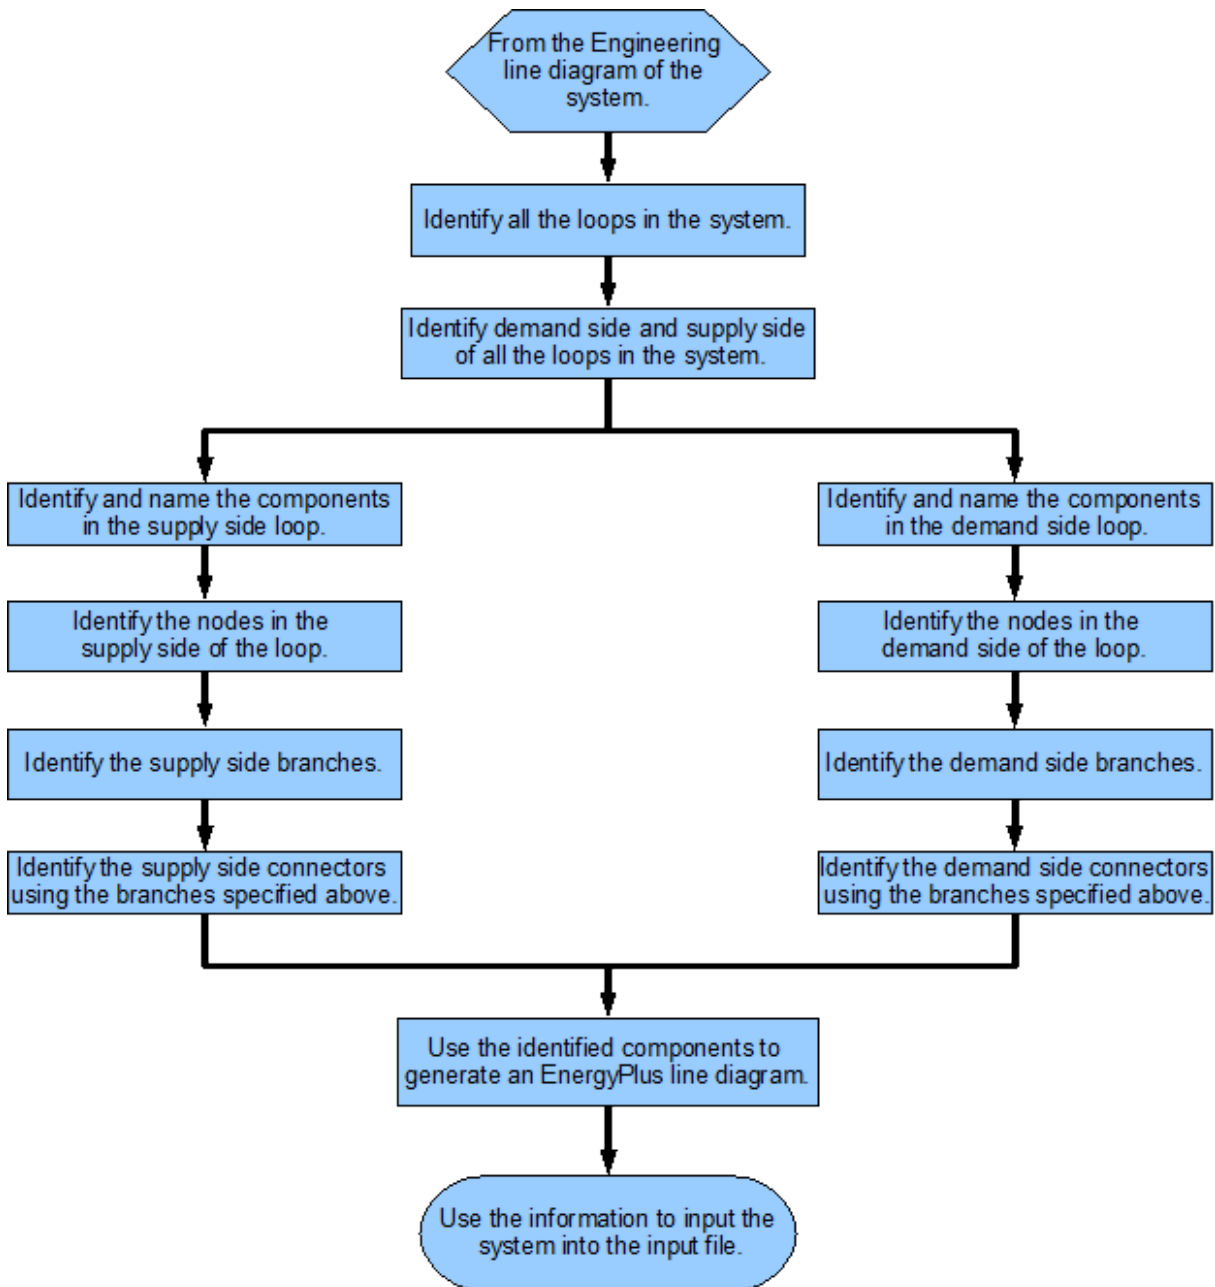 From the Engineering
line diagram of the
system.
Identify all the loops in the system.
Identify demand side and supply side
of all the loops in the system.
Identify and name the components
in the supply side loop.
Identify the nodes in the
supply side of the loop.
Identify the supply side branches.
Identify the supply side connectors
using the branches specified above.
Identify and name the components
in the demand side loop.
Identify the nodes in the
demand side of the loop.
Identify the demand side branches.
Identify the demand side connectors
using the branches specified above.
Use the identified components to
generate an EnergyPlus line diagram.
Use the information to input the
system into the input file.